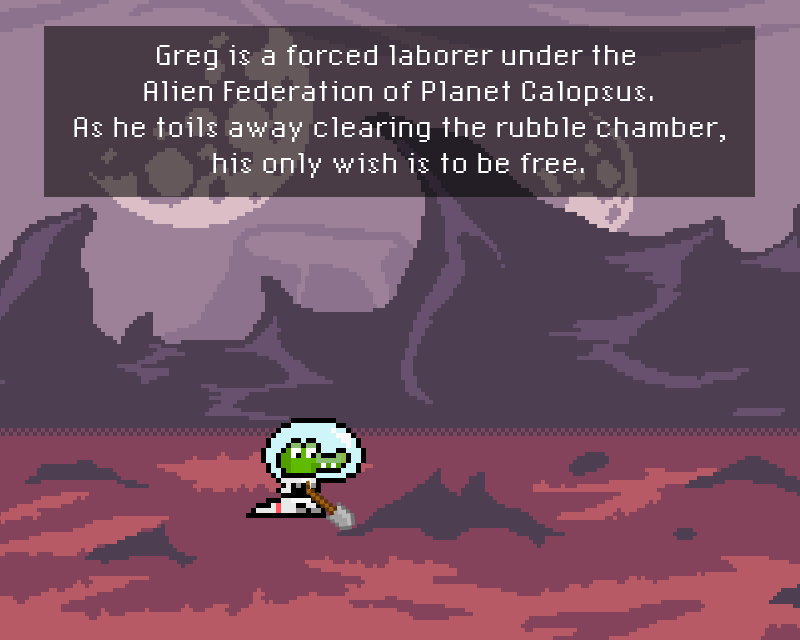 Greg is a forced laborer under the
Alien Federation of Planet Calopsus.
As he toils away clearing the rubble chamber,
his only wish is to be free.